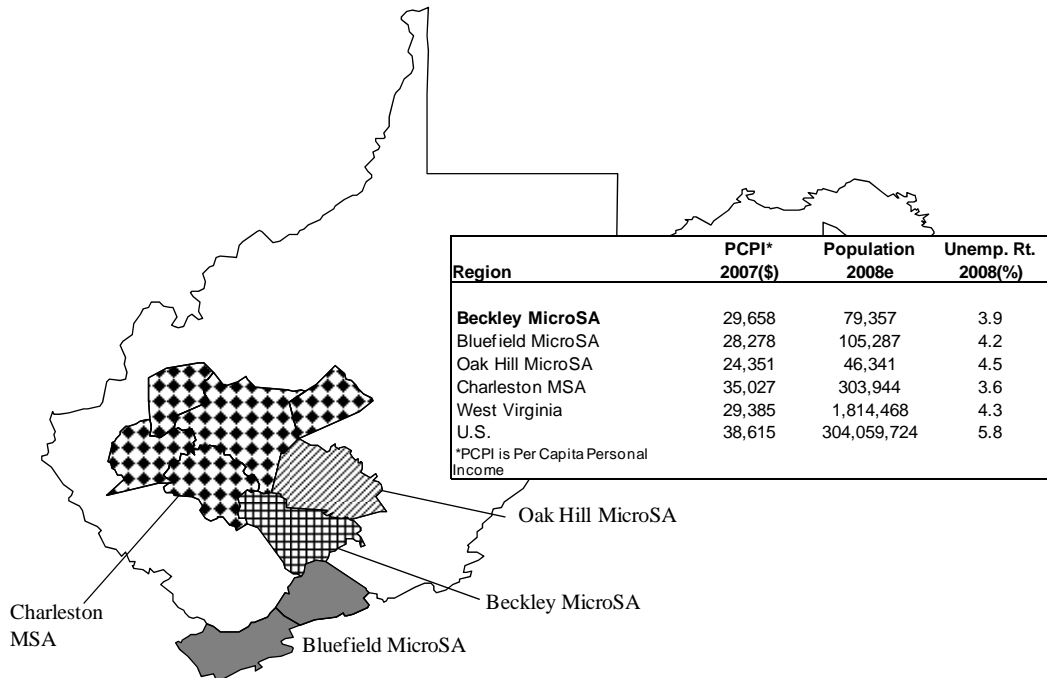 PCPI* Population Unemp. Rt.
Region 2007($) 2008e 2008(%)
Beckley MicroSA 29,658 79,357 3.9
Bluefield MicroSA 28,278 105,287 4.2
Oak Hill MicroSA 24,351 46,341 4.5
Charleston MSA 35,027 303,944 3.6
West Virginia 29,385 1,814,468 4.3
U.S. 38,615 304,059,724 5.8
*PCPI is Per Capita Personal
Income
Oak Hill MicroSA
Beckley MicroSA
Charleston
MSA
Bluefield MicroSA